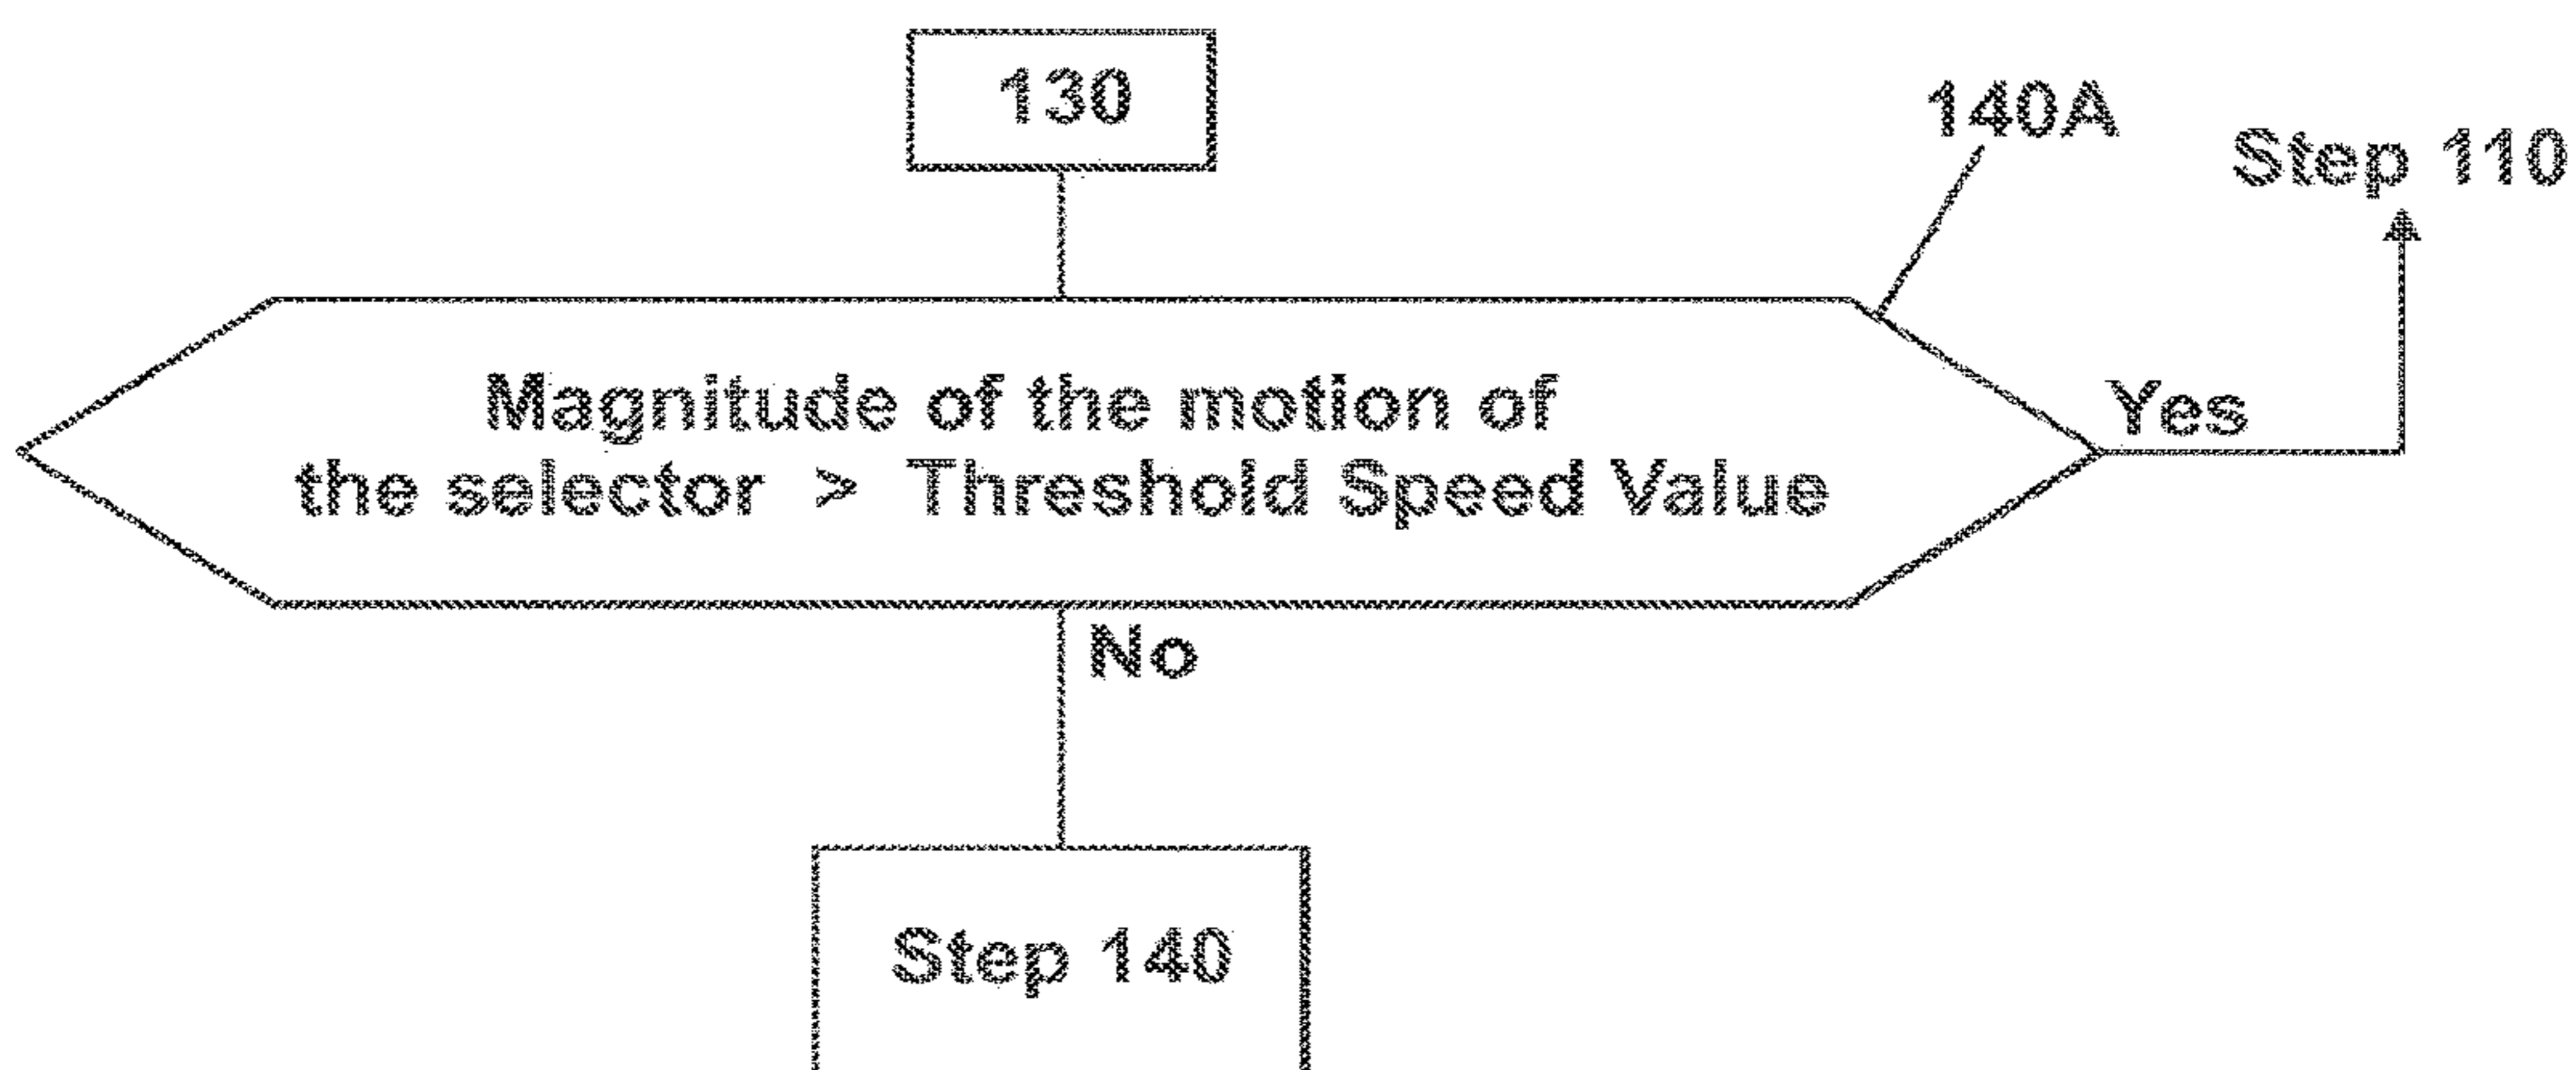 130
140A
Step 110
Magnitude of the motion of
the selector > Threshold Speed Value
Yes
No
Step 140